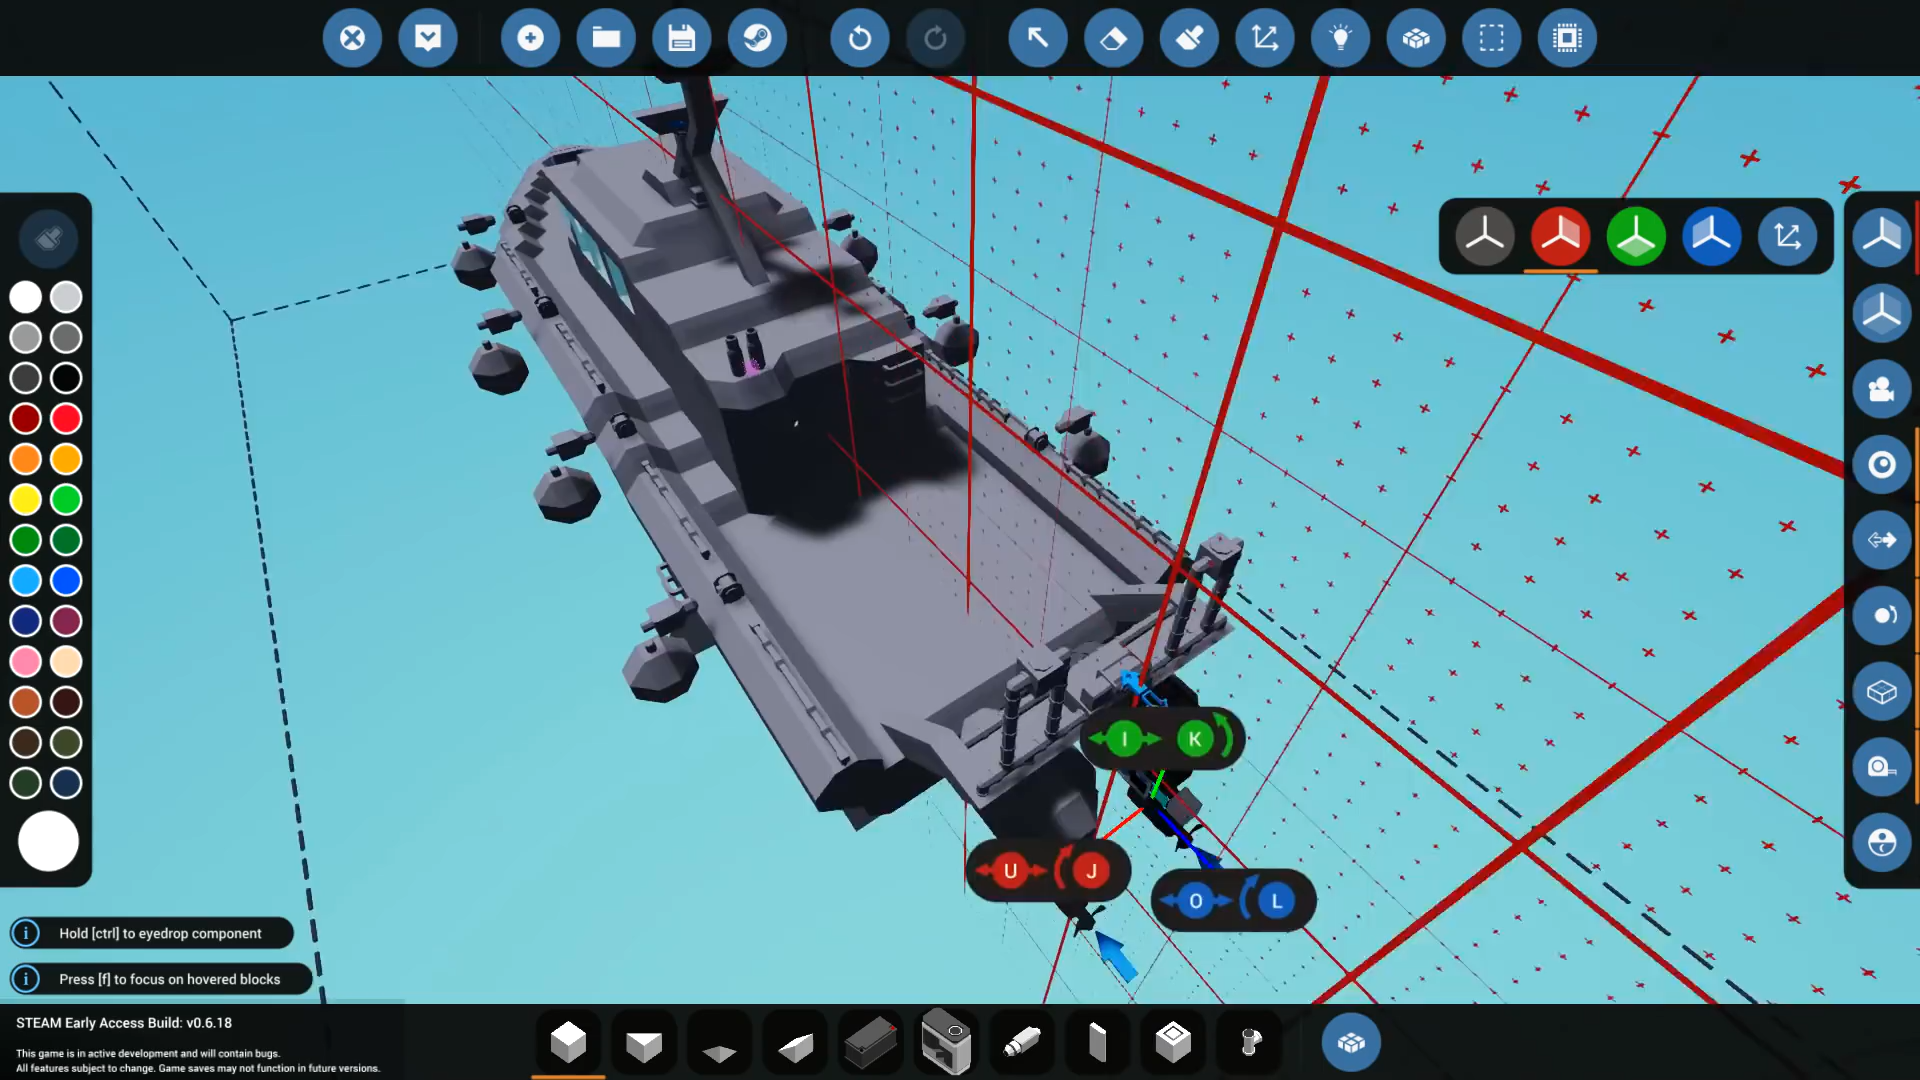 I K
U J
O L
Hold [ctrl] to eyedrop component
Press [f] to focus on hovered blocks
STEAM Early Access Build: v0.6.18
This game is in active development and will contain bugs.
All features subject to change. Game saves may not function in future versions.